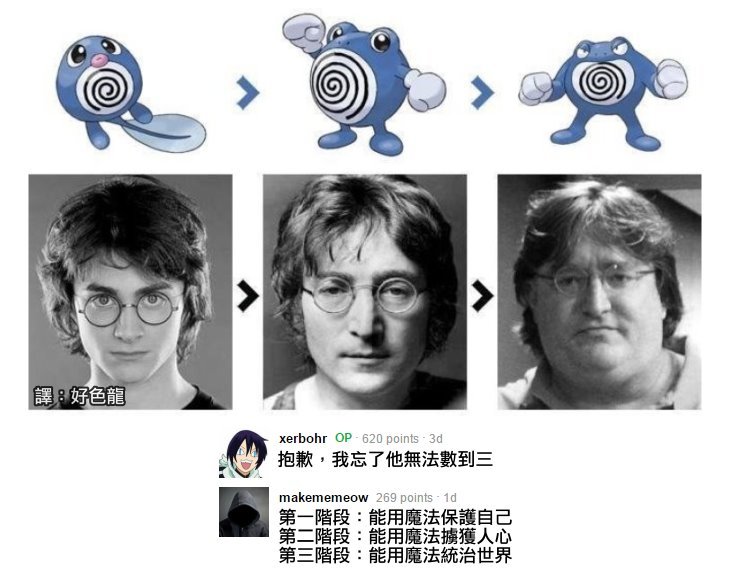 譯：好色龍
xerbohr OP · 620 points · 3d
抱歉，我忘了他無法數到三
makememeow 269 points · 1d
第一階段：能用魔法保護自己
第二階段：能用魔法擄獲人心
第三階段：能用魔法統治世界